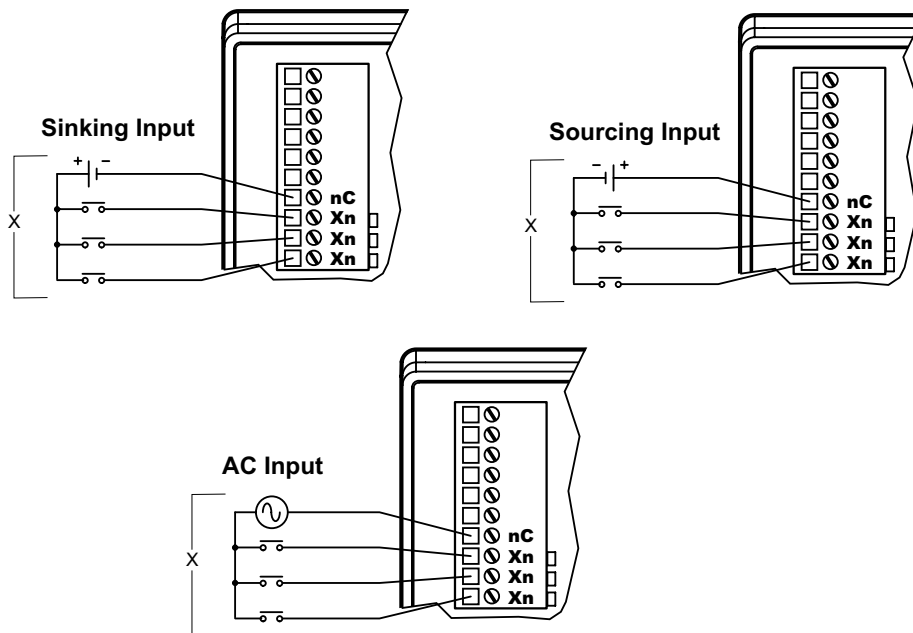 Sinking Input
+ −
X
nC
Xn
Xn
Xn
Sourcing Input
− +
X
nC
Xn
Xn
Xn
AC Input
X
nC
Xn
Xn
Xn